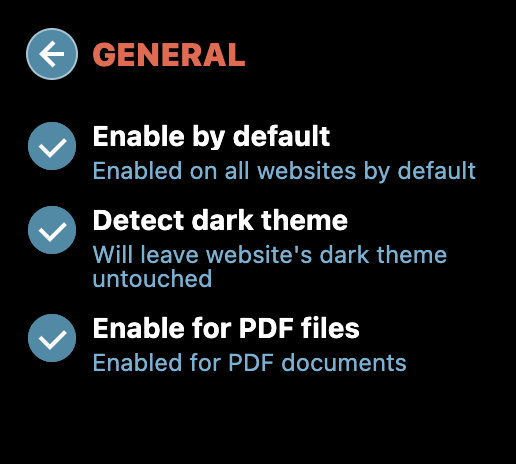 GENERAL
Enable by default
Enabled on all websites by default
Detect dark theme
Will leave website's dark theme
untouched
Enable for PDF files
Enabled for PDF documents